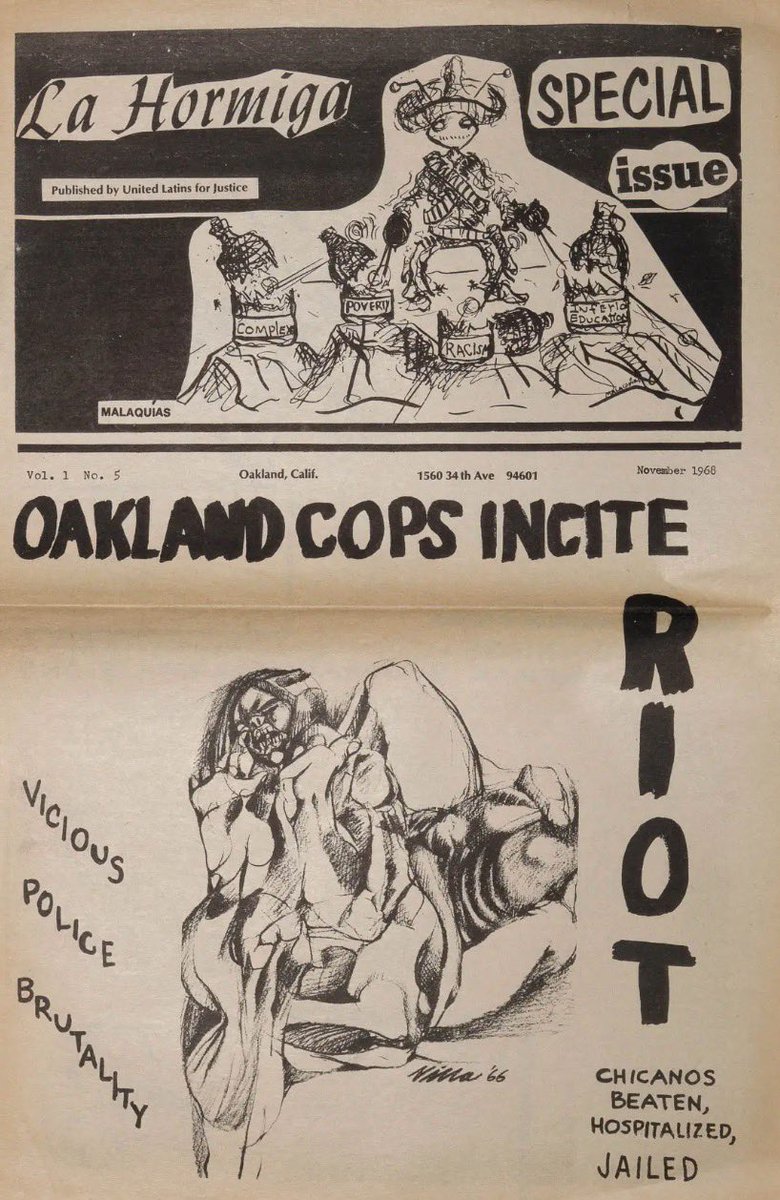 La Hormiga
SPECIAL
issue
Published by United Latins for Justice
COMPLEX
POVERTY
RACISM
INFERIO
EDUCATION
MALAQUIAS
MALAQUÍAS
Vol. 1 No. 5 Oakland, Calif. 1560 34th Ave 94601 November 1968
OAKLAND COPS INCITE
RIOT
VICIOUS
POLICE
BRUTALITY
Villa '66
CHICANOS
BEATEN,
HOSPITALIZED,
JAILED